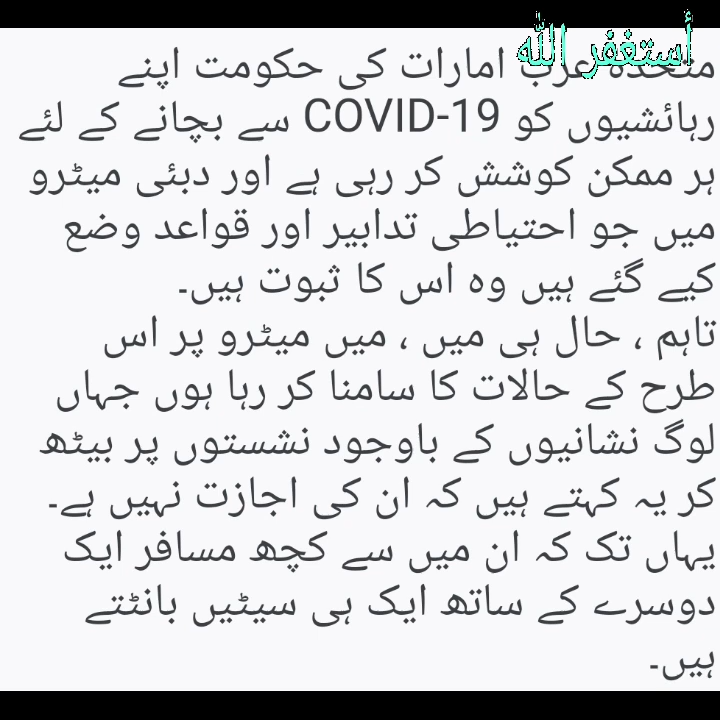 أستغفر الله
متحدہ عرب امارات کی حکومت اپنے
رہائشیوں کو COVID-19 سے بچانے کے لئے
ہر ممکن کوشش کر رہی ہے اور دبئی میٹرو
میں جو احتیاطی تدابیر اور قواعد وضع
کیے گئے ہیں وہ اس کا ثبوت ہیں۔
تاہم ، حال ہی میں ، میں میٹرو پر اس
طرح کے حالات کا سامنا کر رہا ہوں جہاں
لوگ نشانیوں کے باوجود نشستوں پر بیٹھ
کر یہ کہتے ہیں کہ ان کی اجازت نہیں ہے۔
یہاں تک کہ ان میں سے کچھ مسافر ایک
دوسرے کے ساتھ ایک ہی سیٹیں بانٹتے
ہیں۔